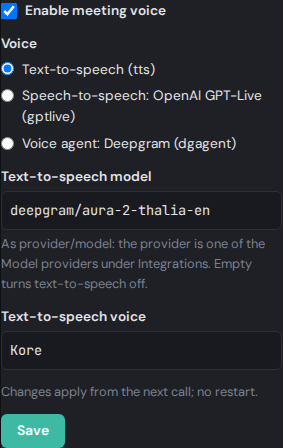 Enable meeting voice
Voice
Text-to-speech (tts)
Speech-to-speech: OpenAI GPT-Live
(gptlive)
Voice agent: Deepgram (dgagent)
Text-to-speech model
deepgram/aura-2-thalia-en
As provider/model: the provider is one of the
Model providers under Integrations. Empty
turns text-to-speech off.
Text-to-speech voice
Kore
Changes apply from the next call; no restart.
Save